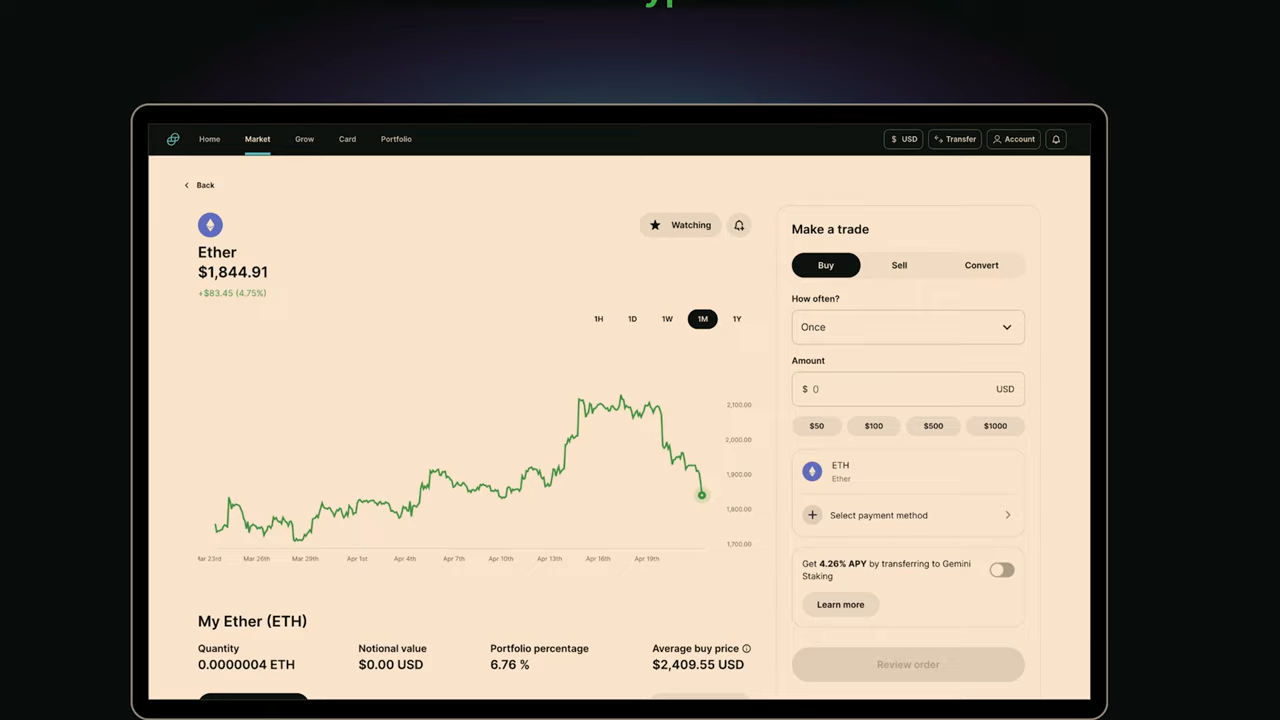 Home Market Grow Card Portfolio $ USD Transfer Account
Back
Ether
$1,844.91
+$83.45 (4.75%)
Watching
1H 1D 1W 1M 1Y
2,100.00
2,000.00
1,900.00
1,800.00
1,700.00
Mar 26th Mar 29th Apr 1st Apr 4th Apr 7th Apr 10th Apr 13th Apr 16th Apr 19th
My Ether (ETH)
Quantity Notional value Portfolio percentage Average buy price
0.0000004 ETH $0.00 USD 6.76 % $2,409.55 USD
Make a trade
Buy Sell Convert
How often?
Once
Amount
$ 0 USD
$50 $100 $500 $1000
ETH
Ether
Select payment method
Get 4.26% APY by transferring to Gemini
Staking
Learn more
Review order